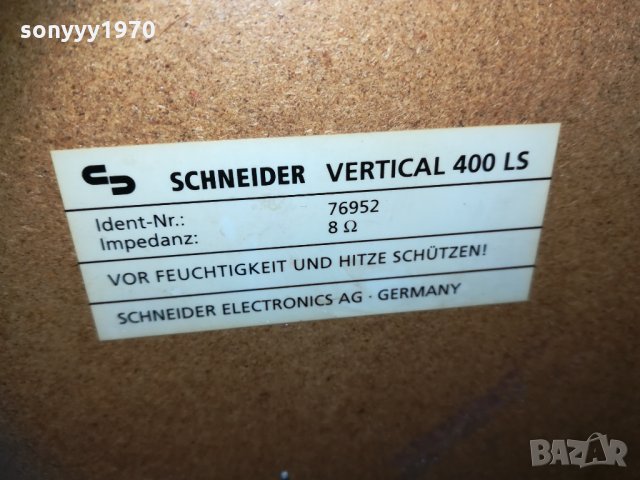 sonyyy1970
SCHNEIDER VERTICAL 400 LS
Ident-Nr.: 76952
Impedanz: 8 Ω
VOR FEUCHTIGKEIT UND HITZE SCHÜTZEN!
SCHNEIDER ELECTRONICS AG · GERMANY
BAZAR